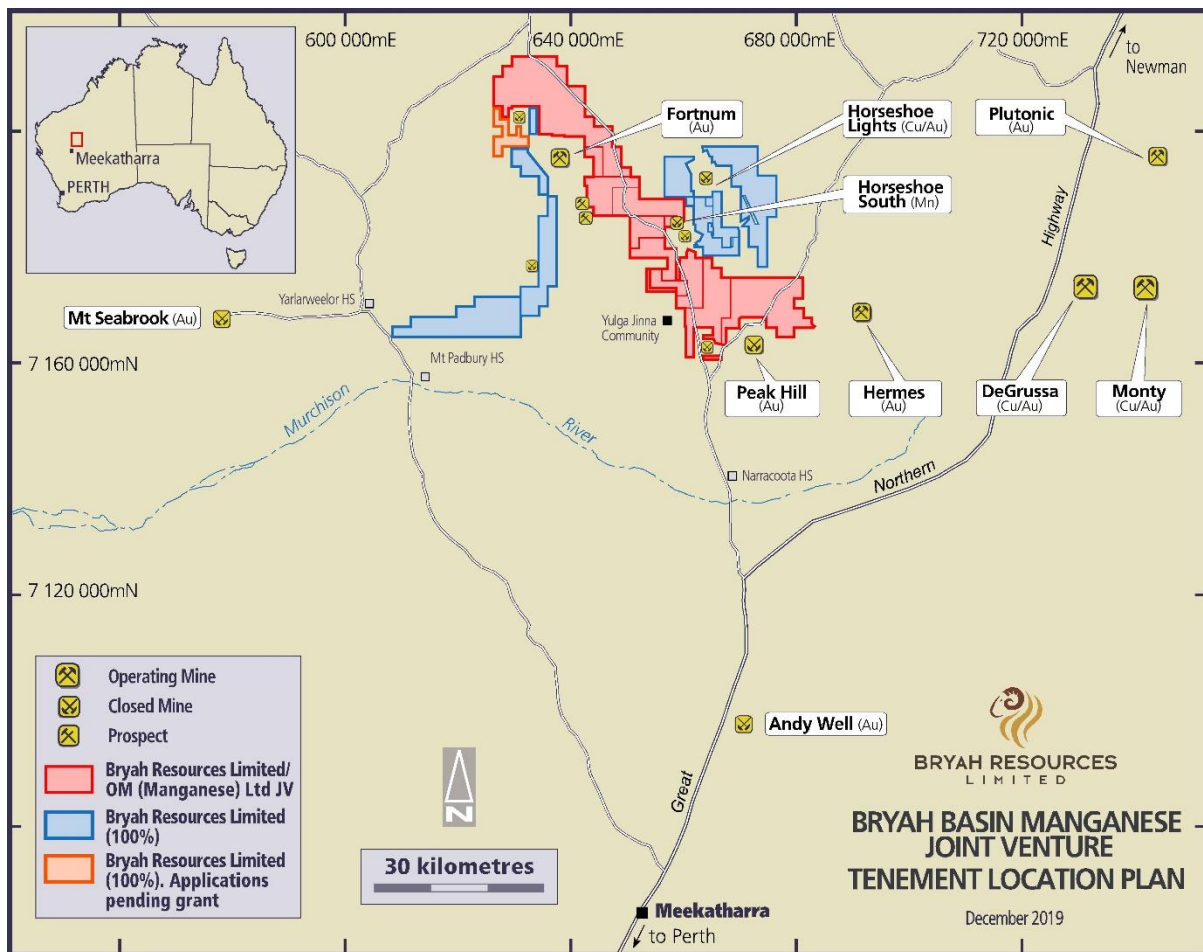 600 000mE
640 000mE
680 000mE
720 000mE
to
Newman
Meekatharra
PERTH
Fortnum
(Au)
Horseshoe
Lights (Cu/Au)
Plutonic
(Au)
Horseshoe
South (Mn)
Highway
Yarlarweelor HS
Mt Seabrook (Au)
Yulga Jinna
Community
7 160 000mN
Mt Padbury HS
Peak Hill
(Au)
Hermes
(Au)
DeGrussa
(Cu/Au)
Monty
(Cu/Au)
Murchison
River
Narracoota HS
Northern
7 120 000mN
Operating Mine
Closed Mine
Prospect
Bryah Resources Limited/
OM (Manganese) Ltd JV
Bryah Resources Limited
(100%)
Bryah Resources Limited
(100%). Applications
pending grant
N
30 kilometres
Andy Well (Au)
Great
Meekatharra
to Perth
BRYAH RESOURCES
LIMITED
BRYAH BASIN MANGANESE
JOINT VENTURE
TENEMENT LOCATION PLAN
December 2019